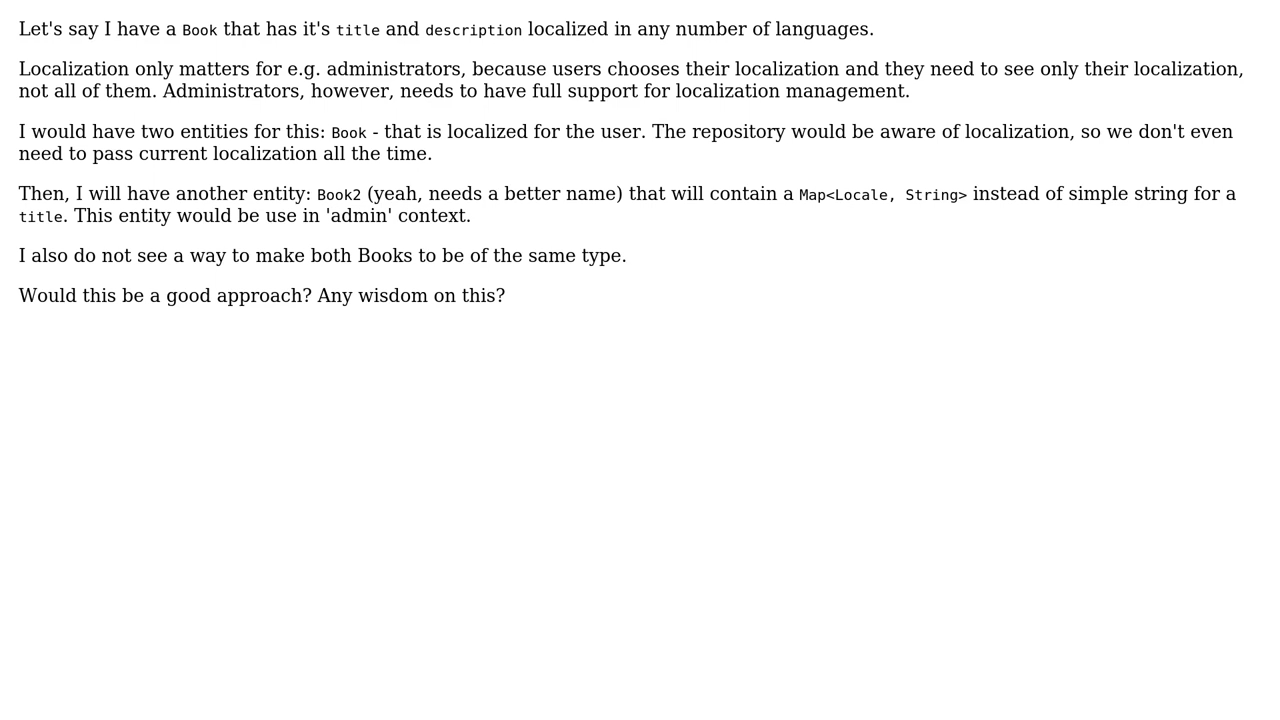 Let's say I have a Book that has it's title and description localized in any number of languages.
Localization only matters for e.g. administrators, because users chooses their localization and they need to see only their localization,
not all of them. Administrators, however, needs to have full support for localization management.
I would have two entities for this: Book - that is localized for the user. The repository would be aware of localization, so we don't even
need to pass current localization all the time.
Then, I will have another entity: Book2 (yeah, needs a better name) that will contain a Map<Locale, String> instead of simple string for a
title. This entity would be use in 'admin' context.
I also do not see a way to make both Books to be of the same type.
Would this be a good approach? Any wisdom on this?